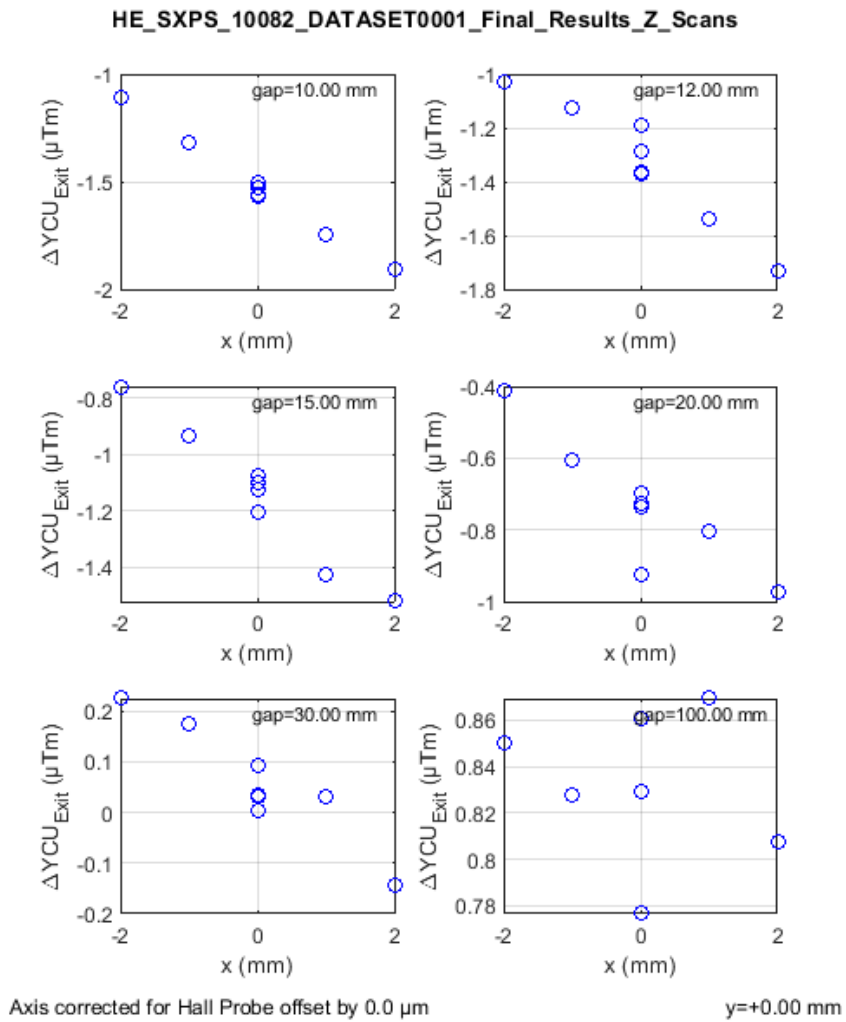 HE_SXPS_10082_DATASET0001_Final_Results_Z_Scans
gap=10.00 mm
ΔYCU_Exit (µTm)
-1
-1.5
-2
-2 0 2
x (mm)
gap=12.00 mm
ΔYCU_Exit (µTm)
-1
-1.2
-1.4
-1.6
-1.8
-2 0 2
x (mm)
gap=15.00 mm
ΔYCU_Exit (µTm)
-0.8
-1
-1.2
-1.4
-2 0 2
x (mm)
gap=20.00 mm
ΔYCU_Exit (µTm)
-0.4
-0.6
-0.8
-1
-2 0 2
x (mm)
gap=30.00 mm
ΔYCU_Exit (µTm)
0.2
0.1
0
-0.1
-0.2
-2 0 2
x (mm)
gap=100.00 mm
ΔYCU_Exit (µTm)
0.86
0.84
0.82
0.8
0.78
-2 0 2
x (mm)
Axis corrected for Hall Probe offset by 0.0 µm
y=+0.00 mm